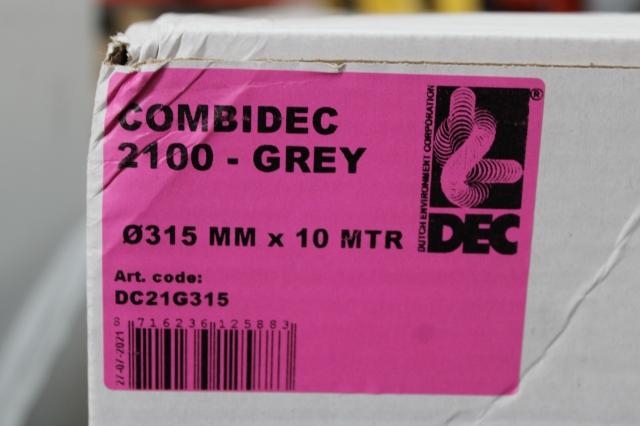 COMBIDEC
2100 - GREY
Ø315 MM x 10 MTR
Art. code:
DC21G315
8 716236 125883
27-07-2021
DUTCH ENVIRONMENT CORPORATION
®
DEC